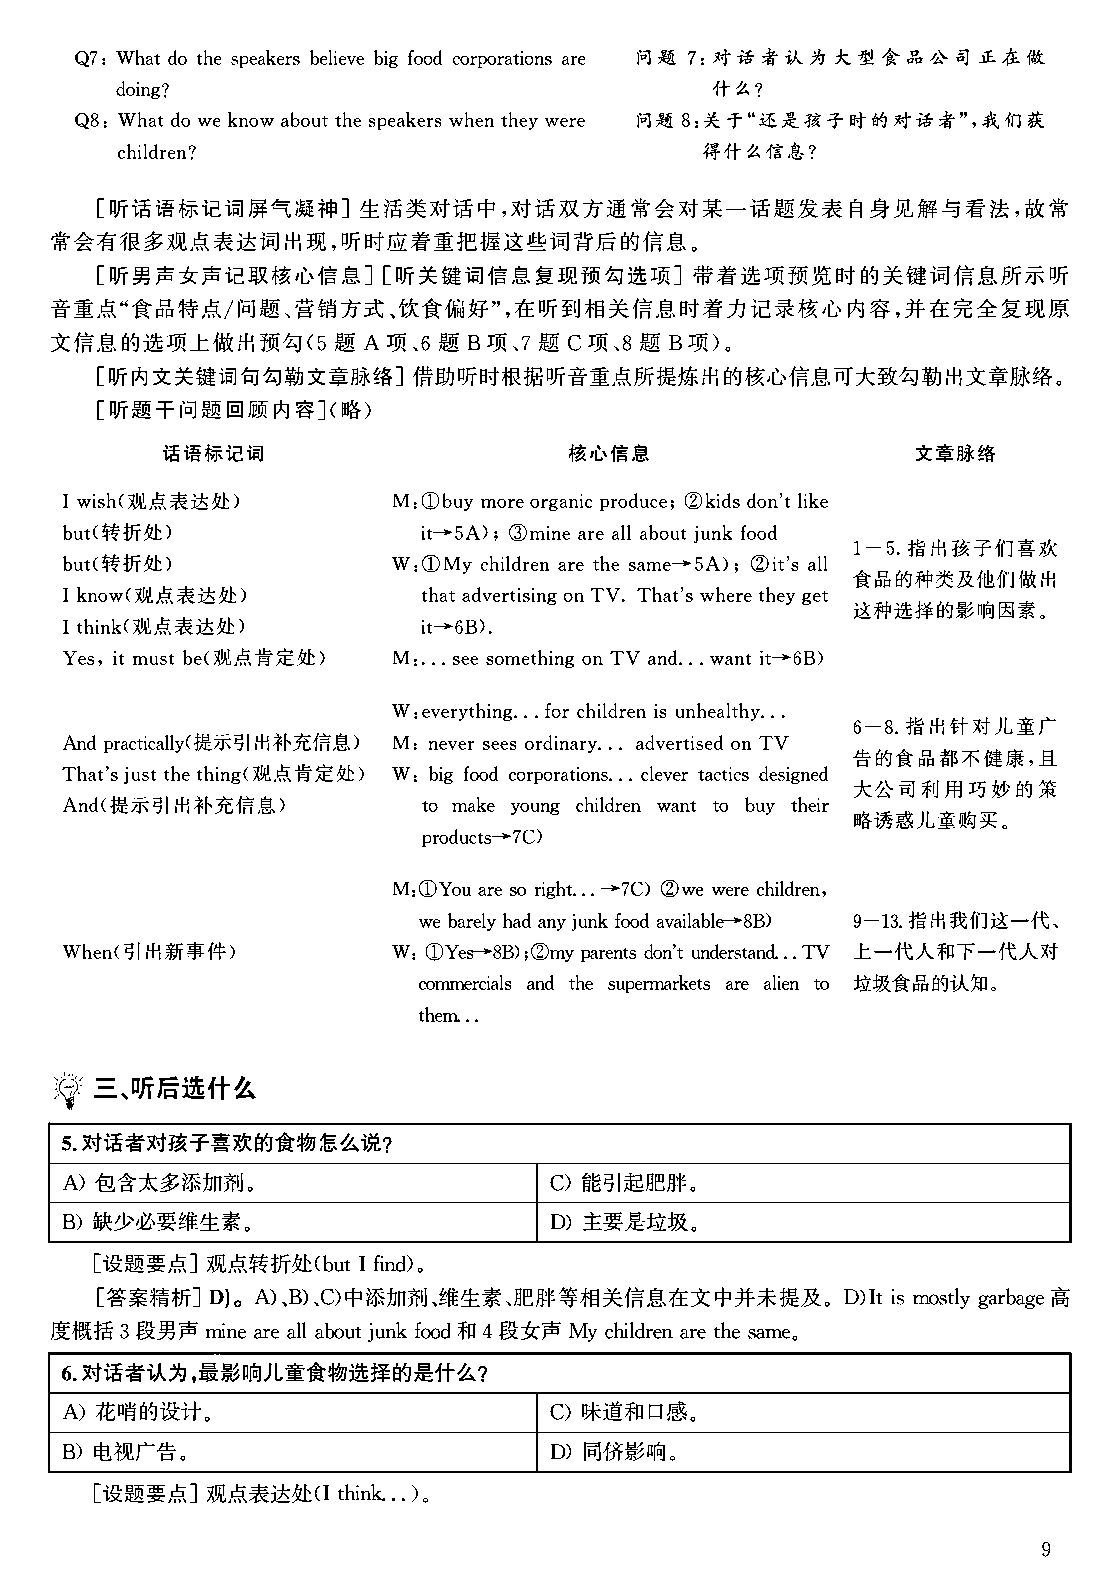 Q7: What do the speakers believe big food corporations are
doing?
Q8: What do we know about the speakers when they were
children?
问题 7:对话者认为大型食品公司正在做
什么?
问题 8:关于“还是孩子时的对话者”,我们获
得什么信息?
[听话语标记词屏气凝神] 生活类对话中,对话双方通常会对某一话题发表自身见解与看法,故常
常会有很多观点表达词出现,听时应着重把握这些词背后的信息。
[听男声女声记取核心信息][听关键词信息复现预勾选项] 带着选项预览时的关键词信息所示听
音重点“食品特点/问题、营销方式、饮食偏好”,在听到相关信息时着力记录核心内容,并在完全复现原
文信息的选项上做出预勾(5 题 A 项、6 题 B 项、7 题 C 项、8 题 B 项)。
[听内文关键词句勾勒文章脉络] 借助听时根据听音重点所提炼出的核心信息可大致勾勒出文章脉络。
[听题干问题回顾内容](略)
话语标记词 核心信息 文章脉络
I wish(观点表达处)
but(转折处)
but(转折处)
I know(观点表达处)
I think(观点表达处)
Yes, it must be(观点肯定处)
M:①buy more organic produce; ②kids don't like
it→5A); ③mine are all about junk food
W:①My children are the same→5A); ②it's all
that advertising on TV. That's where they get
it→6B).
M:...see something on TV and...want it→6B)
1-5. 指出孩子们喜欢
食品的种类及他们做出
这种选择的影响因素。
And practically(提示引出补充信息)
That's just the thing(观点肯定处)
And(提示引出补充信息)
W:everything...for children is unhealthy...
M: never sees ordinary... advertised on TV
W: big food corporations...clever tactics designed
to make young children want to buy their
products→7C)
6-8. 指出针对儿童广
告的食品都不健康,且
大公司利用巧妙的策
略诱惑儿童购买。
When(引出新事件)
M:①You are so right...→7C) ②we were children,
we barely had any junk food available→8B)
W: ①Yes→8B);②my parents don't understand...TV
commercials and the supermarkets are alien to
them...
9-13. 指出我们这一代、
上一代人和下一代人对
垃圾食品的认知。
三、听后选什么
5. 对话者对孩子喜欢的食物怎么说?
A) 包含太多添加剂。 C) 能引起肥胖。
B) 缺少必要维生素。 D) 主要是垃圾。
[设题要点] 观点转折处(but I find)。
[答案精析] D)。A)、B)、C)中添加剂、维生素、肥胖等相关信息在文中并未提及。D)It is mostly garbage 高
度概括 3 段男声 mine are all about junk food 和 4 段女声 My children are the same。
6. 对话者认为,最影响儿童食物选择的是什么?
A) 花哨的设计。 C) 味道和口感。
B) 电视广告。 D) 同侪影响。
[设题要点] 观点表达处(I think...)。
9